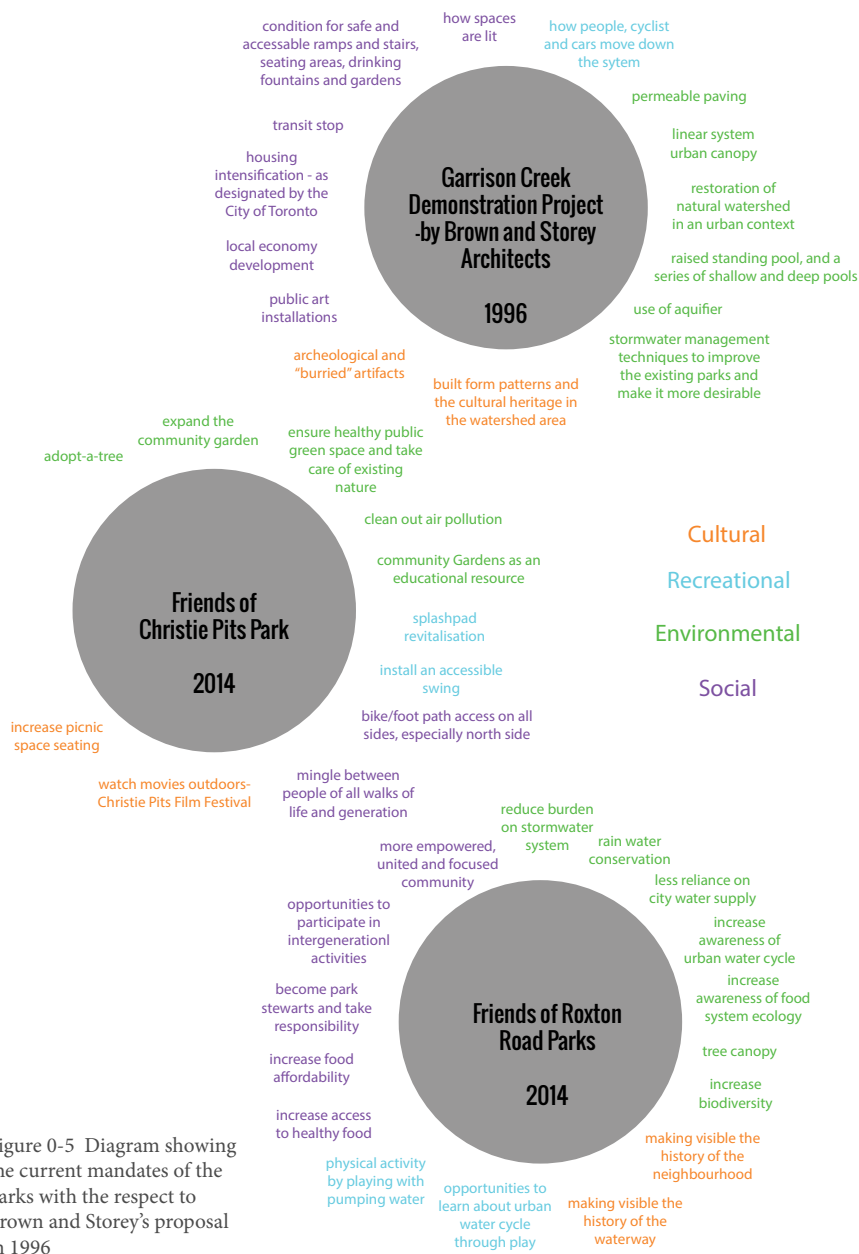 condition for safe and
accessable ramps and stairs,
seating areas, drinking
fountains and gardens
how spaces
are lit
how people, cyclist
and cars move down
the sytem
permeable paving
linear system
urban canopy
restoration of
natural watershed
in an urban context
raised standing pool, and a
series of shallow and deep pools
use of aquifier
stormwater management
techniques to improve
the existing parks and
make it more desirable
transit stop
housing
intensification - as
designated by the
City of Toronto
local economy
development
public art
installations
archeological and
"burried" artifacts
built form patterns and
the cultural heritage in
the watershed area
Garrison Creek
Demonstration Project
-by Brown and Storey
Architects
1996
adopt-a-tree
expand the
community garden
ensure healthy public
green space and take
care of existing
nature
clean out air pollution
community Gardens as an
educational resource
splashpad
revitalisation
install an accessible
swing
bike/foot path access on all
sides, especially north side
mingle between
people of all walks of
life and generation
watch movies outdoors-
Christie Pits Film Festival
increase picnic
space seating
Friends of
Christie Pits Park
2014
Cultural
Recreational
Environmental
Social
more empowered,
united and focused
community
reduce burden
on stormwater
system
rain water
conservation
less reliance on
city water supply
increase
awareness of
urban water cycle
increase
awareness of food
system ecology
tree canopy
increase
biodiversity
making visible the
history of the
neighbourhood
making visible the
history of the
waterway
opportunities to
learn about urban
water cycle
through play
physical activity
by playing with
pumping water
increase access
to healthy food
increase food
affordability
become park
stewarts and take
responsibility
opportunities to
participate in
intergenerationl
activities
Friends of Roxton
Road Parks
2014
igure 0-5 Diagram showing
he current mandates of the
arks with the respect to
rown and Storey's proposal
n 1996